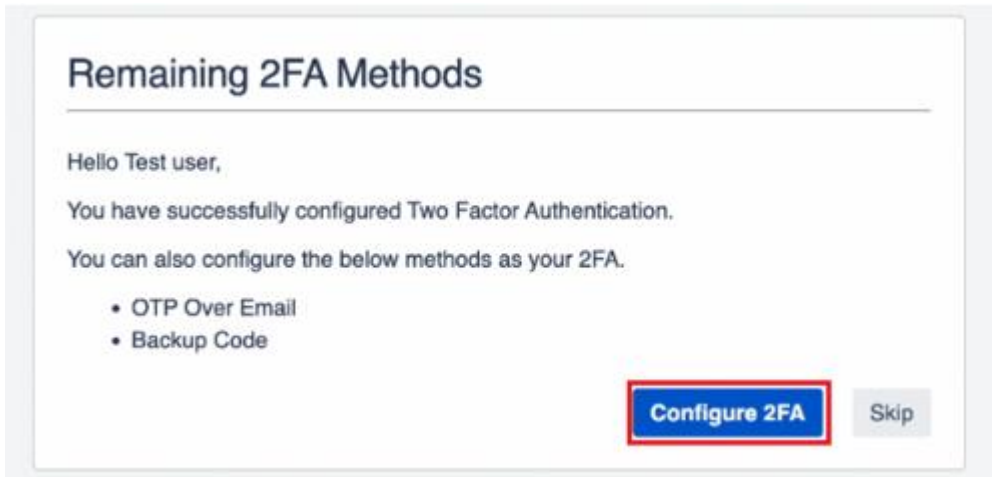 Remaining 2FA Methods
Hello Test user,
You have successfully configured Two Factor Authentication.
You can also configure the below methods as your 2FA.
• OTP Over Email
• Backup Code
Configure 2FA Skip